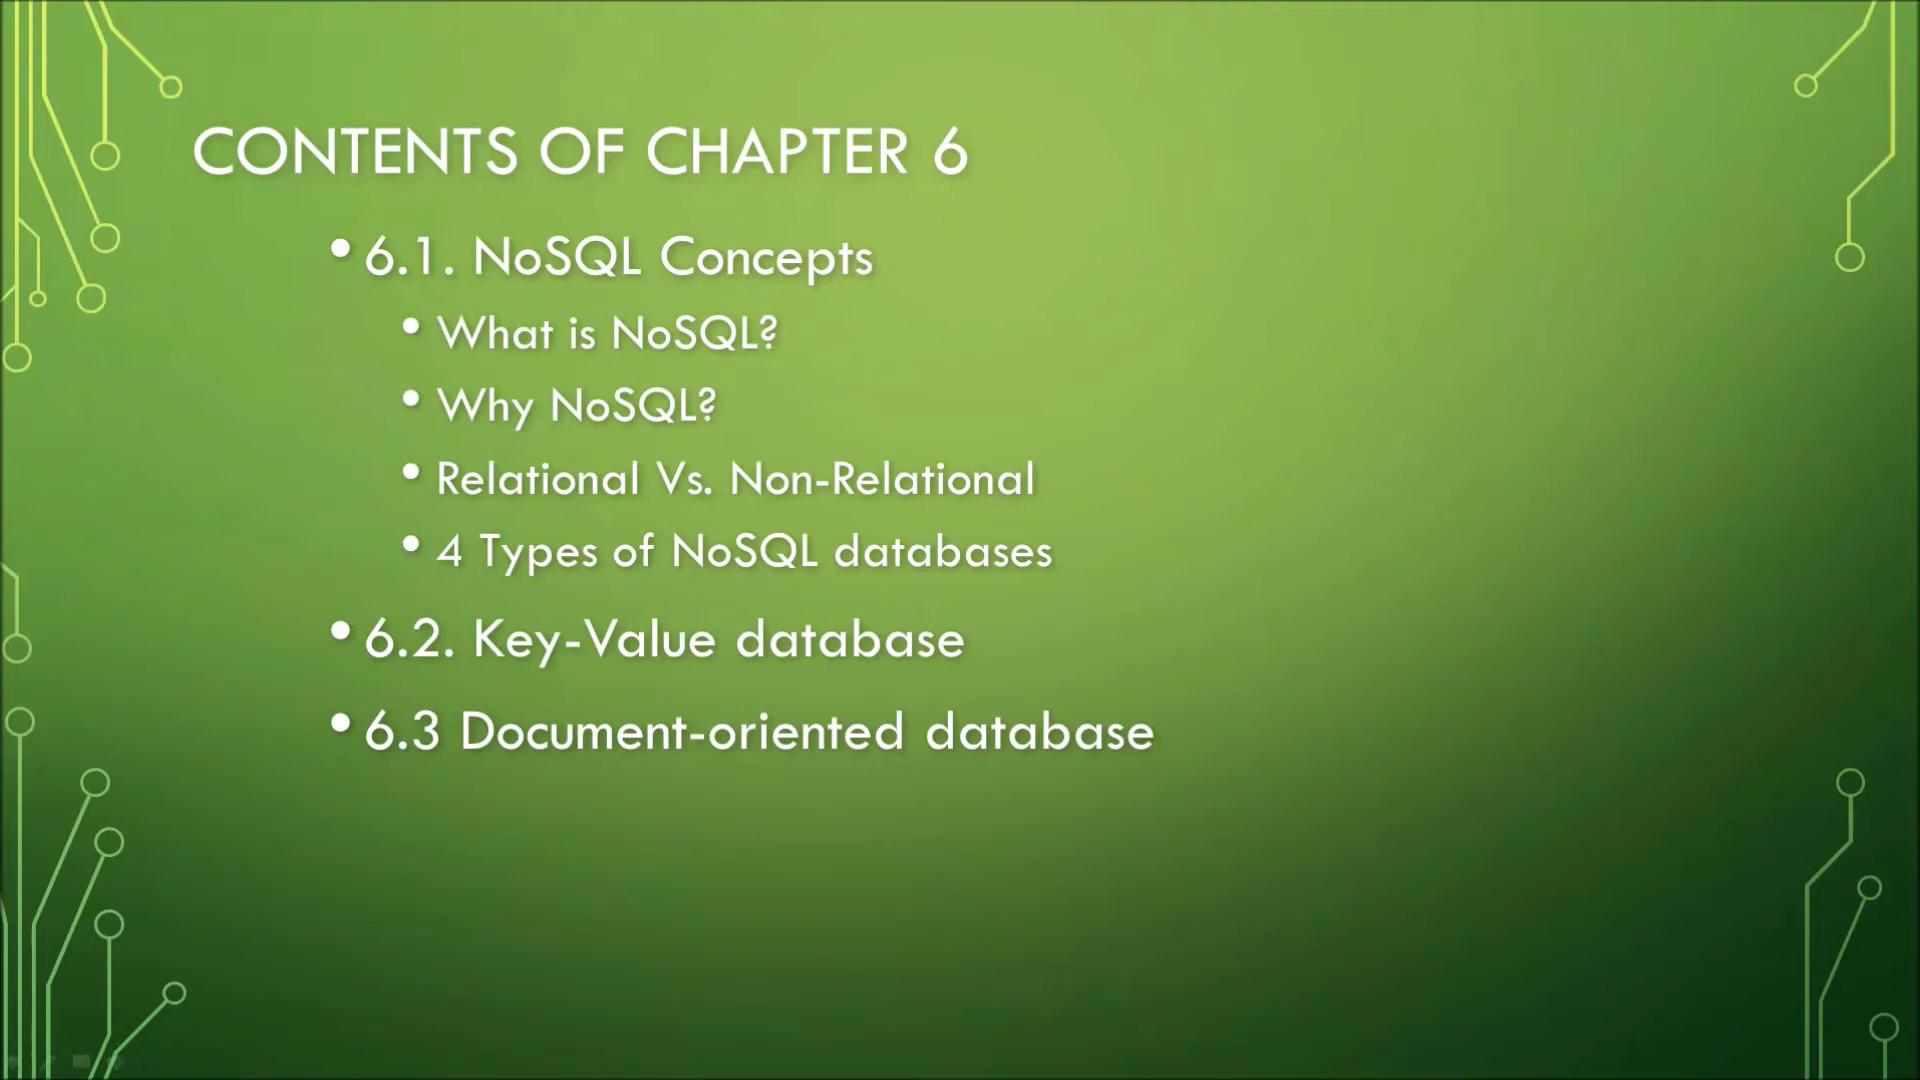 CONTENTS OF CHAPTER 6
• 6.1. NoSQL Concepts
• What is NoSQL?
• Why NoSQL?
• Relational Vs. Non-Relational
• 4 Types of NoSQL databases
• 6.2. Key-Value database
• 6.3 Document-oriented database